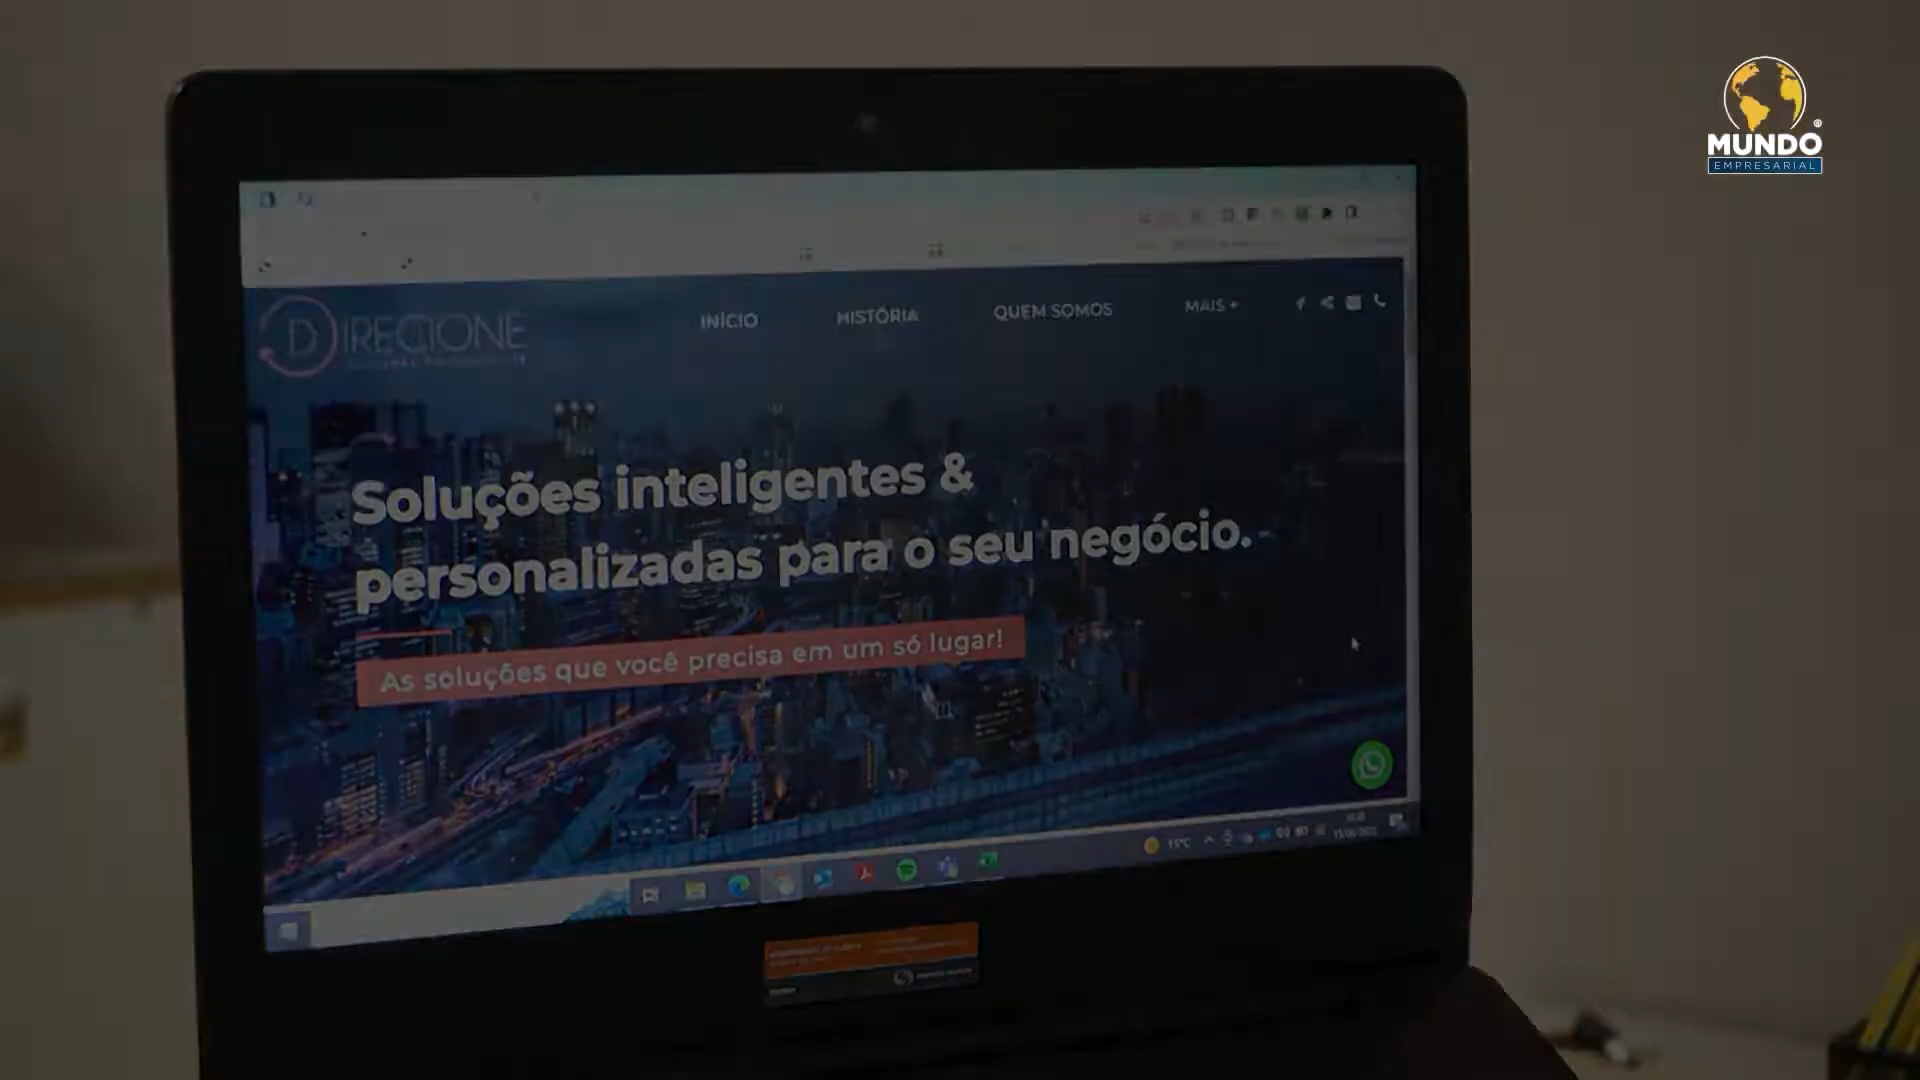 MUNDO
EMPRESARIAL
DIRECIONE
INÍCIO
HISTÓRIA
QUEM SOMOS
MAIS +
Soluções inteligentes &
personalizadas para o seu negócio.
As soluções que você precisa em um só lugar!
15°C